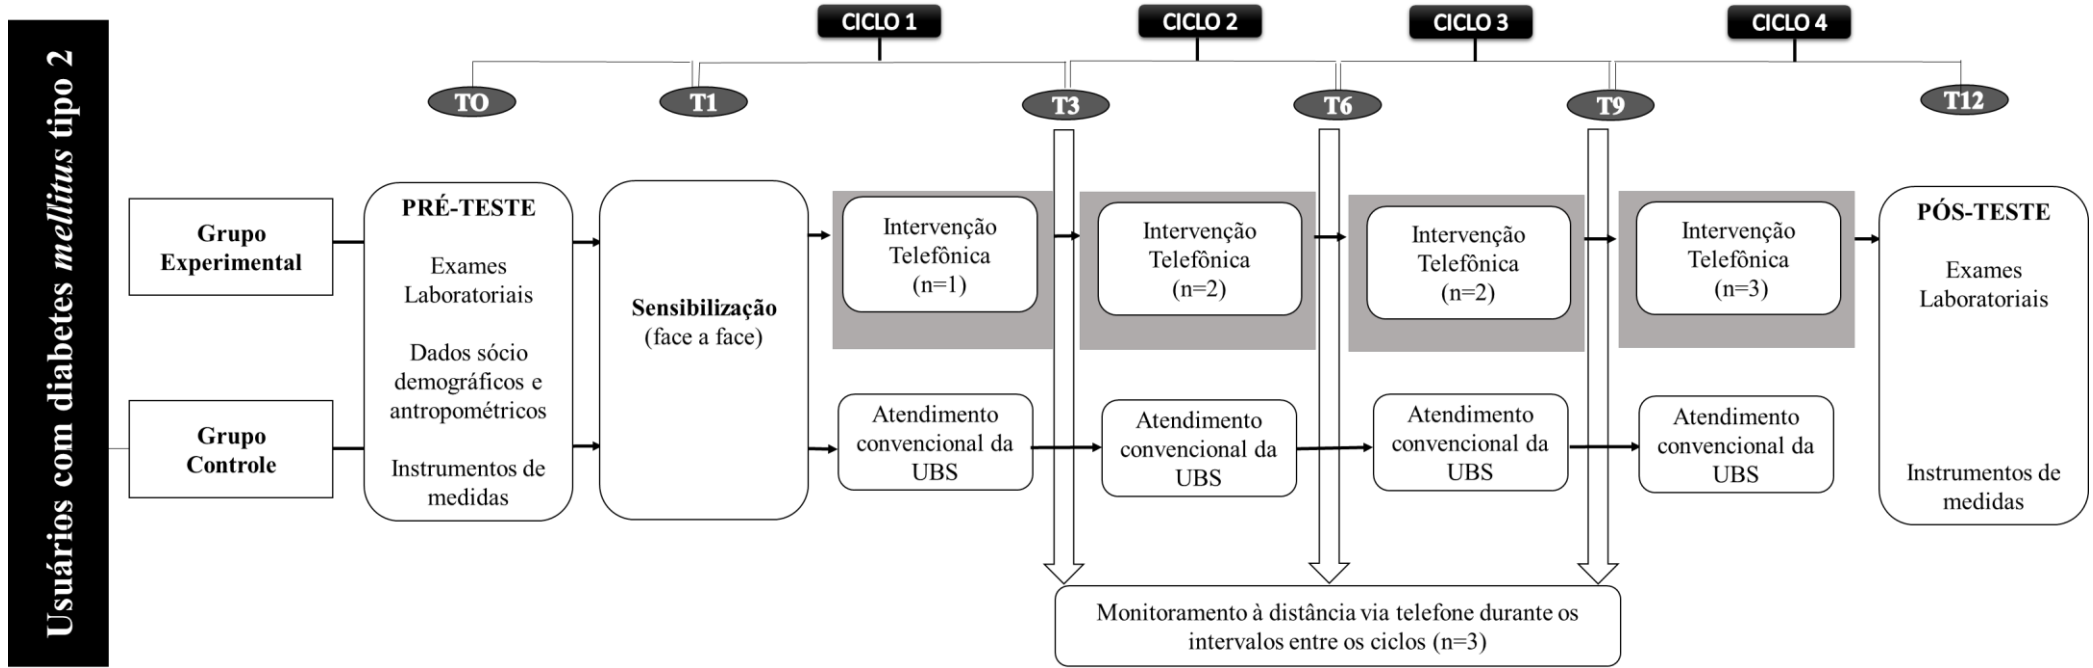 Usuários com diabetes mellitus tipo 2
CICLO 1
CICLO 2
CICLO 3
CICLO 4
TO
T1
T3
T6
T9
T12
Grupo
Experimental
Grupo
Controle
PRÉ-TESTE
Exames
Laboratoriais
Dados sócio
demográficos e
antropométricos
Instrumentos de
medidas
Sensibilização
(face a face)
Intervenção
Telefônica
(n=1)
Intervenção
Telefônica
(n=2)
Intervenção
Telefônica
(n=2)
Intervenção
Telefônica
(n=3)
Atendimento
convencional da
UBS
Atendimento
convencional da
UBS
Atendimento
convencional da
UBS
Atendimento
convencional da
UBS
PÓS-TESTE
Exames
Laboratoriais
Instrumentos de
medidas
Monitoramento à distância via telefone durante os
intervalos entre os ciclos (n=3)